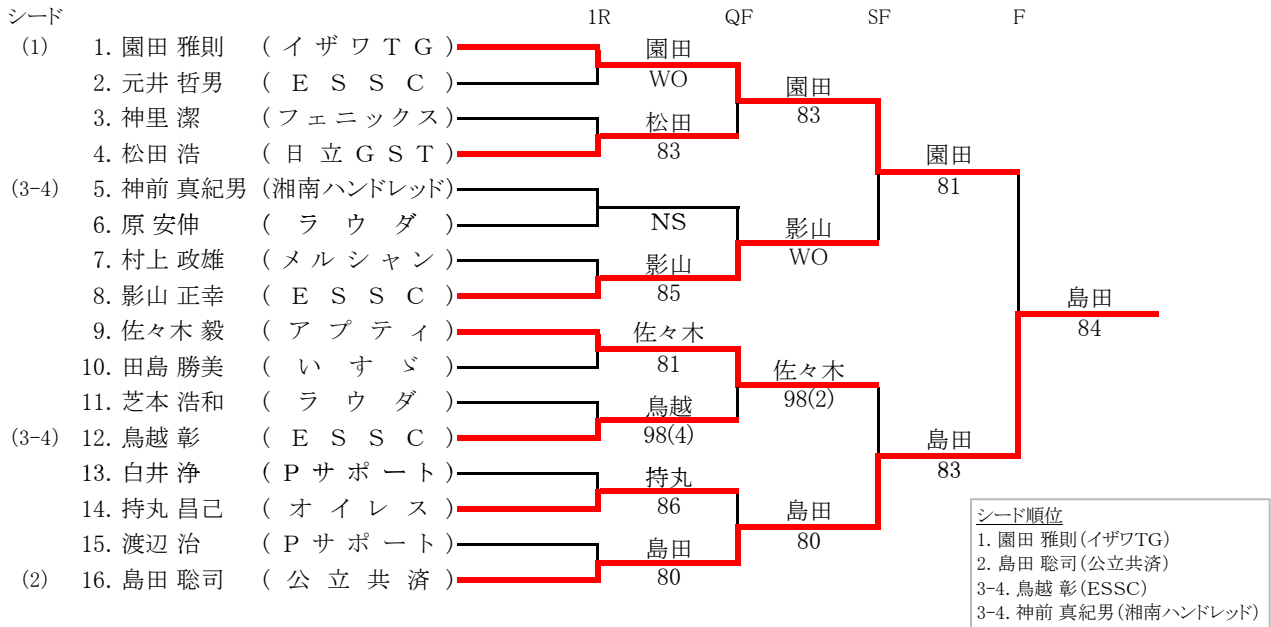 シード 1R QF SF F
(1) 1. 園田 雅則 (イザワTG)
園田
2. 元井 哲男 (ESSC)
WO
園田
83
3. 神里 潔 (フェニックス)
松田
4. 松田 浩 (日立GST)
83
園田
81
(3-4) 5. 神前 真紀男 (湘南ハンドレッド)
6. 原 安伸 (ラウダ)
NS
影山
WO
7. 村上 政雄 (メルシャン)
影山
8. 影山 正幸 (ESSC)
85
島田
84
9. 佐々木 毅 (アプティ)
佐々木
10. 田島 勝美 (いすゞ)
81
佐々木
98(2)
11. 芝本 浩和 (ラウダ)
鳥越
(3-4) 12. 鳥越 彰 (ESSC)
98(4)
島田
83
13. 白井 浄 (Pサポート)
持丸
14. 持丸 昌己 (オイレス)
86
島田
80
15. 渡辺 治 (Pサポート)
島田
(2) 16. 島田 聡司 (公立共済)
80
シード順位
1. 園田 雅則(イザワTG)
2. 島田 聡司(公立共済)
3-4. 鳥越 彰(ESSC)
3-4. 神前 真紀男(湘南ハンドレッド)